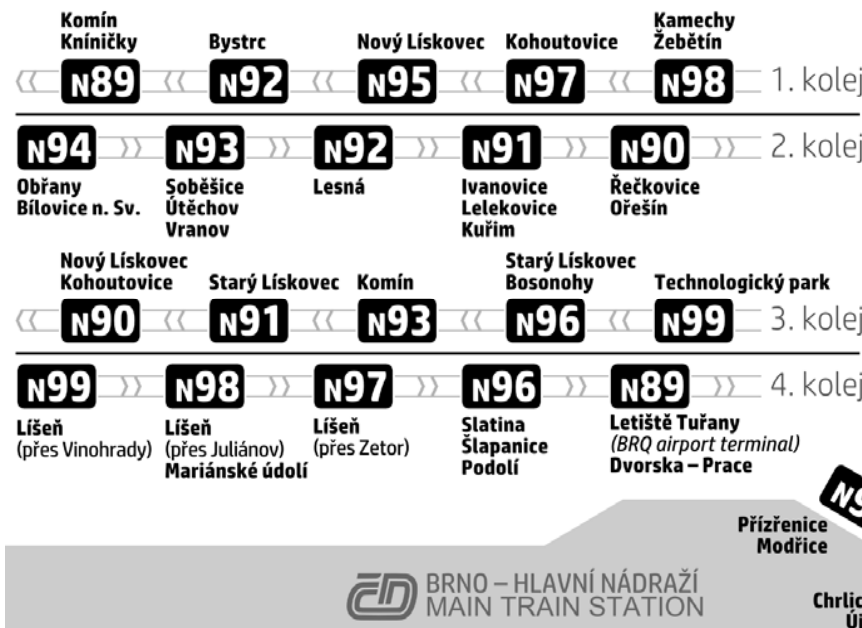 Komín
Kníničky
Bystrc
Nový Lískovec
Kohoutovice
Kamechy
Žebětín
N89
N92
N95
N97
N98
1. kolej
N94
N93
N92
N91
N90
2. kolej
Obřany
Bílovice n. Sv.
Soběšice
Útěchov
Vranov
Lesná
Ivanovice
Lelekovice
Kuřim
Řečkovice
Ořešín
Nový Lískovec
Kohoutovice
Starý Lískovec
Komín
Starý Lískovec
Bosonohy
Technologický park
N90
N91
N93
N96
N99
3. kolej
N99
N98
N97
N96
N89
4. kolej
Líšeň
(přes Vinohrady)
Líšeň
(přes Juliánov)
Mariánské údolí
Líšeň
(přes Zetor)
Slatina
Šlapanice
Podolí
Letiště Tuřany
(BRQ airport terminal)
Dvorska – Prace
Přízřenice
Modřice
ČD BRNO – HLAVNÍ NÁDRAŽÍ
MAIN TRAIN STATION